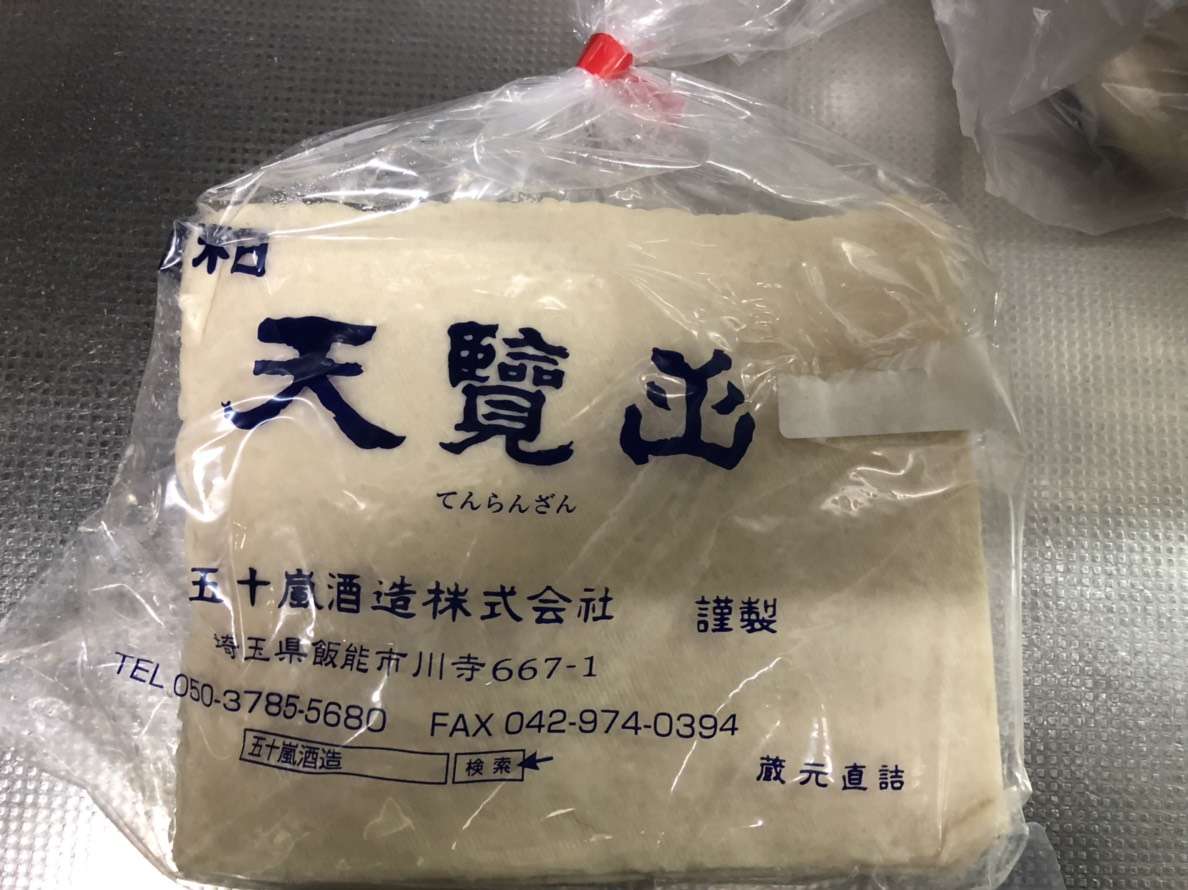 粕
天覽山
てんらんざん
五十嵐酒造株式会社 謹製
埼玉県飯能市川寺667-1
TEL 050-3785-5680 FAX 042-974-0394
五十嵐酒造 検索
蔵元直詰